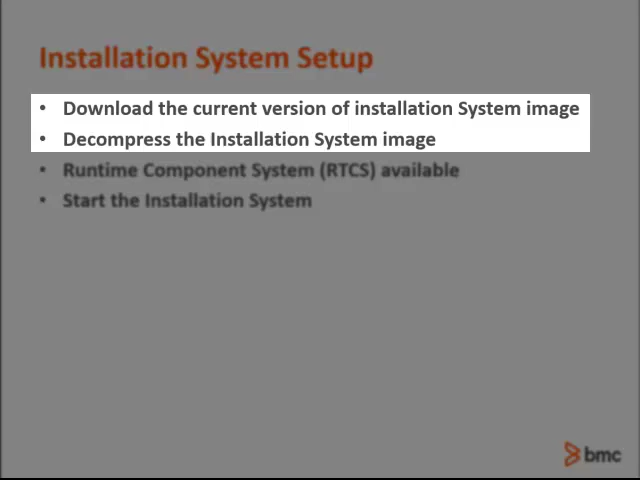 Installation System Setup
• Download the current version of installation System image
• Decompress the Installation System image
• Runtime Component System (RTCS) available
• Start the Installation System
bmc